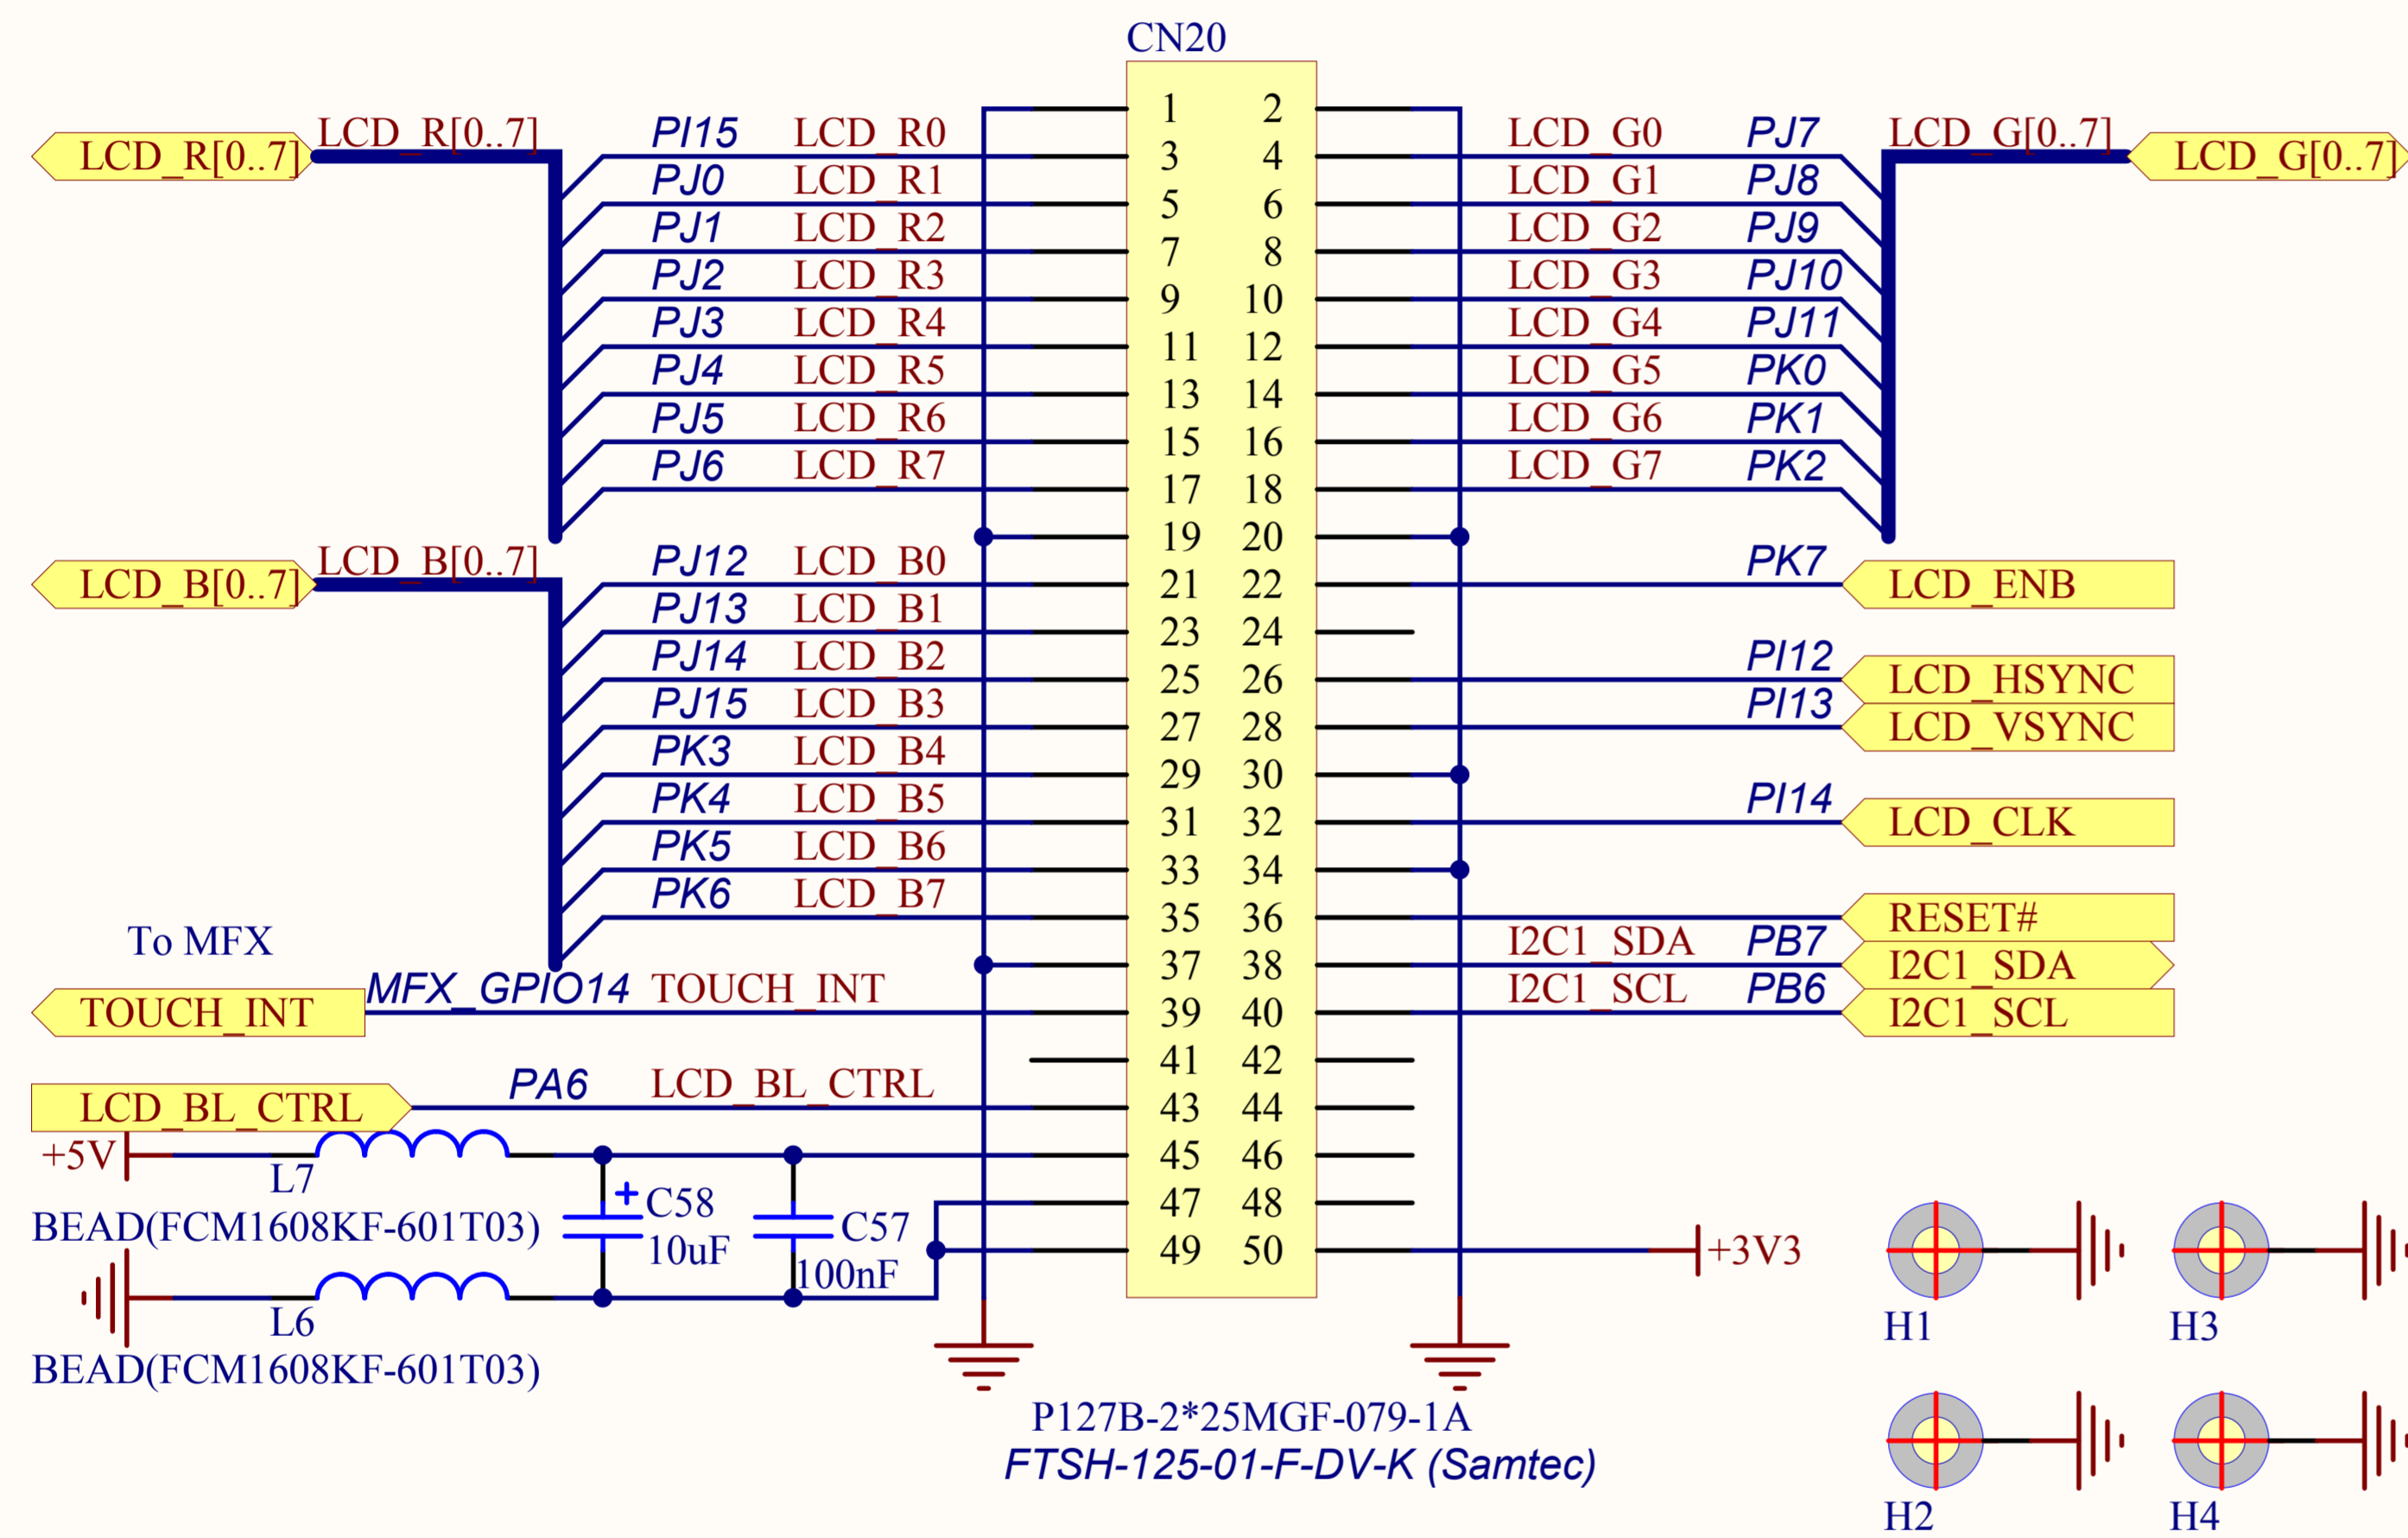 CN20
1 2
LCD_R[0..7] LCD_R[0..7] PI15 LCD_R0 3 4 LCD_G0 PJ7 LCD_G[0..7] LCD_G[0..7]
PJ0 LCD_R1 5 6 LCD_G1 PJ8
PJ1 LCD_R2 7 8 LCD_G2 PJ9
PJ2 LCD_R3 9 10 LCD_G3 PJ10
PJ3 LCD_R4 11 12 LCD_G4 PJ11
PJ4 LCD_R5 13 14 LCD_G5 PK0
PJ5 LCD_R6 15 16 LCD_G6 PK1
PJ6 LCD_R7 17 18 LCD_G7 PK2
19 20
LCD_B[0..7] LCD_B[0..7] PJ12 LCD_B0 21 22 PK7 LCD_ENB
PJ13 LCD_B1 23 24
PJ14 LCD_B2 25 26 PI12 LCD_HSYNC
PJ15 LCD_B3 27 28 PI13 LCD_VSYNC
PK3 LCD_B4 29 30
PK4 LCD_B5 31 32 PI14 LCD_CLK
PK5 LCD_B6 33 34
PK6 LCD_B7 35 36 RESET#
To MFX
37 38 I2C1_SDA PB7 I2C1_SDA
TOUCH_INT MFX_GPIO14 TOUCH_INT 39 40 I2C1_SCL PB6 I2C1_SCL
41 42
LCD_BL_CTRL PA6 LCD_BL_CTRL 43 44
+5V 45 46
L7
+ C58 47 48
BEAD(FCM1608KF-601T03) C57
10uF 49 50 +3V3
100nF
L6 H1 H3
BEAD(FCM1608KF-601T03)
P127B-2*25MGF-079-1A
FTSH-125-01-F-DV-K (Samtec)
H2 H4